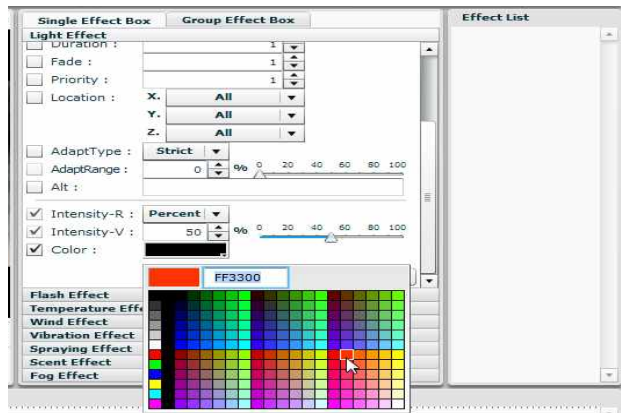 Single Effect Box Group Effect Box Effect List
Light Effect
Duration : 1
Fade : 1
Priority : 1
Location : X. All
Y. All
Z. All
AdaptType : Strict
AdaptRange : 0 % 0 20 40 60 80 100
Alt :
Intensity-R : Percent
Intensity-V : 50 % 0 20 40 60 80 100
Color :
FF3300
Flash Effect
Temperature Effe
Wind Effect
Vibration Effect
Spraying Effect
Scent Effect
Fog Effect